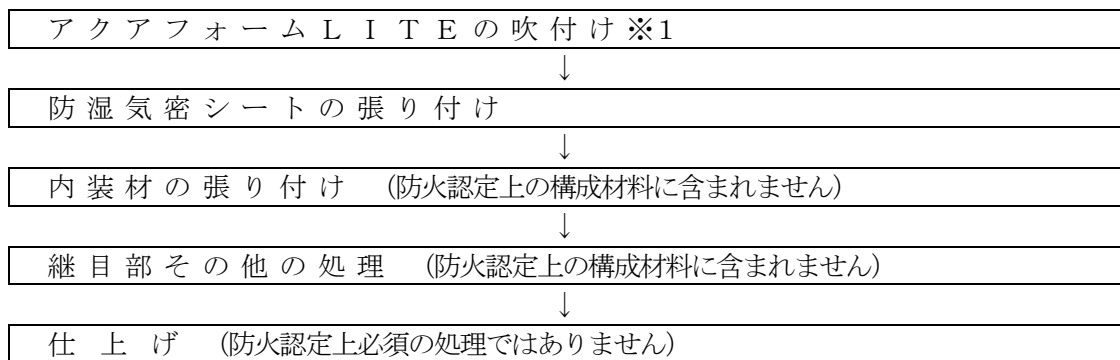 アクアフォームＬＩＴＥの吹付け※1
↓
防湿気密シートの張り付け
↓
内装材の張り付け　(防火認定上の構成材料に含まれません)
↓
継目部その他の処理　(防火認定上の構成材料に含まれません)
↓
仕上げ　(防火認定上必須の処理ではありません)